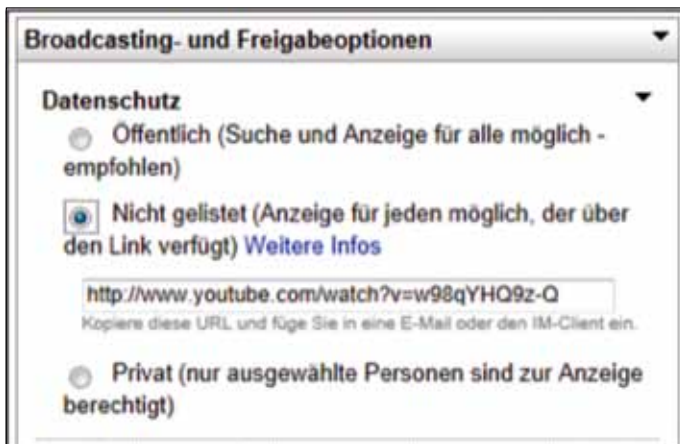 Broadcasting- und Freigabeoptionen
Datenschutz
Öffentlich (Suche und Anzeige für alle möglich -
empfohlen)
Nicht gelistet (Anzeige für jeden möglich, der über
den Link verfügt) Weitere Infos
http://www.youtube.com/watch?v=w98qYHQ9z-Q
Kopiere diese URL und füge Sie in eine E-Mail oder den IM-Client ein.
Privat (nur ausgewählte Personen sind zur Anzeige
berechtigt)